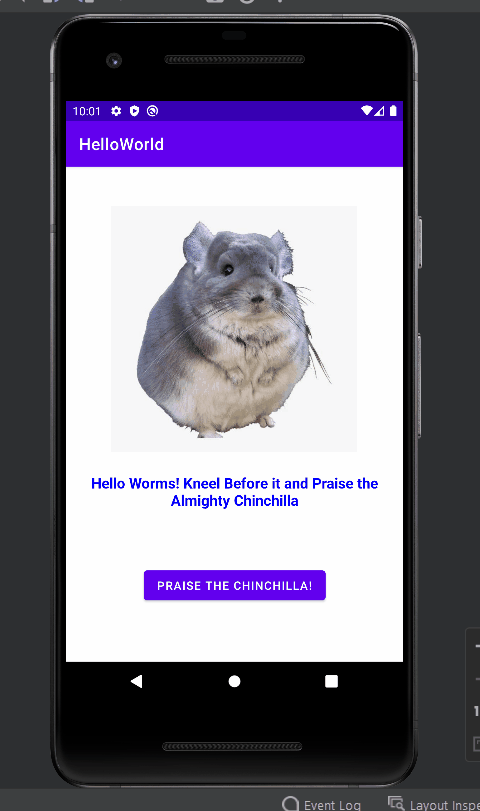 10:01
HelloWorld
Hello Worms! Kneel Before it and Praise the
Almighty Chinchilla
PRAISE THE CHINCHILLA!
1
Event Log
Layout Inspe